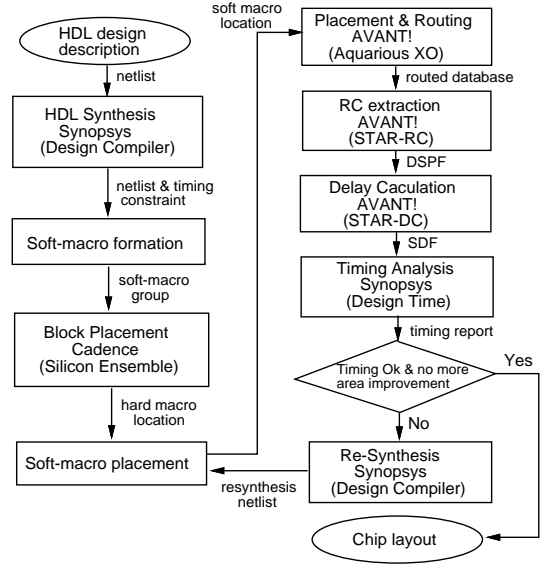 HDL design
description
netlist
HDL Synthesis
Synopsys
(Design Compiler)
netlist & timing
constraint
Soft-macro formation
soft-macro
group
Block Placement
Cadence
(Silicon Ensemble)
hard macro
location
Soft-macro placement
soft macro
location
Placement & Routing
AVANT!
(Aquarious XO)
routed database
RC extraction
AVANT!
(STAR-RC)
DSPF
Delay Caculation
AVANT!
(STAR-DC)
SDF
Timing Analysis
Synopsys
(Design Time)
timing report
Timing Ok & no more
area improvement
Yes
No
Re-Synthesis
Synopsys
(Design Compiler)
resynthesis
netlist
Chip layout